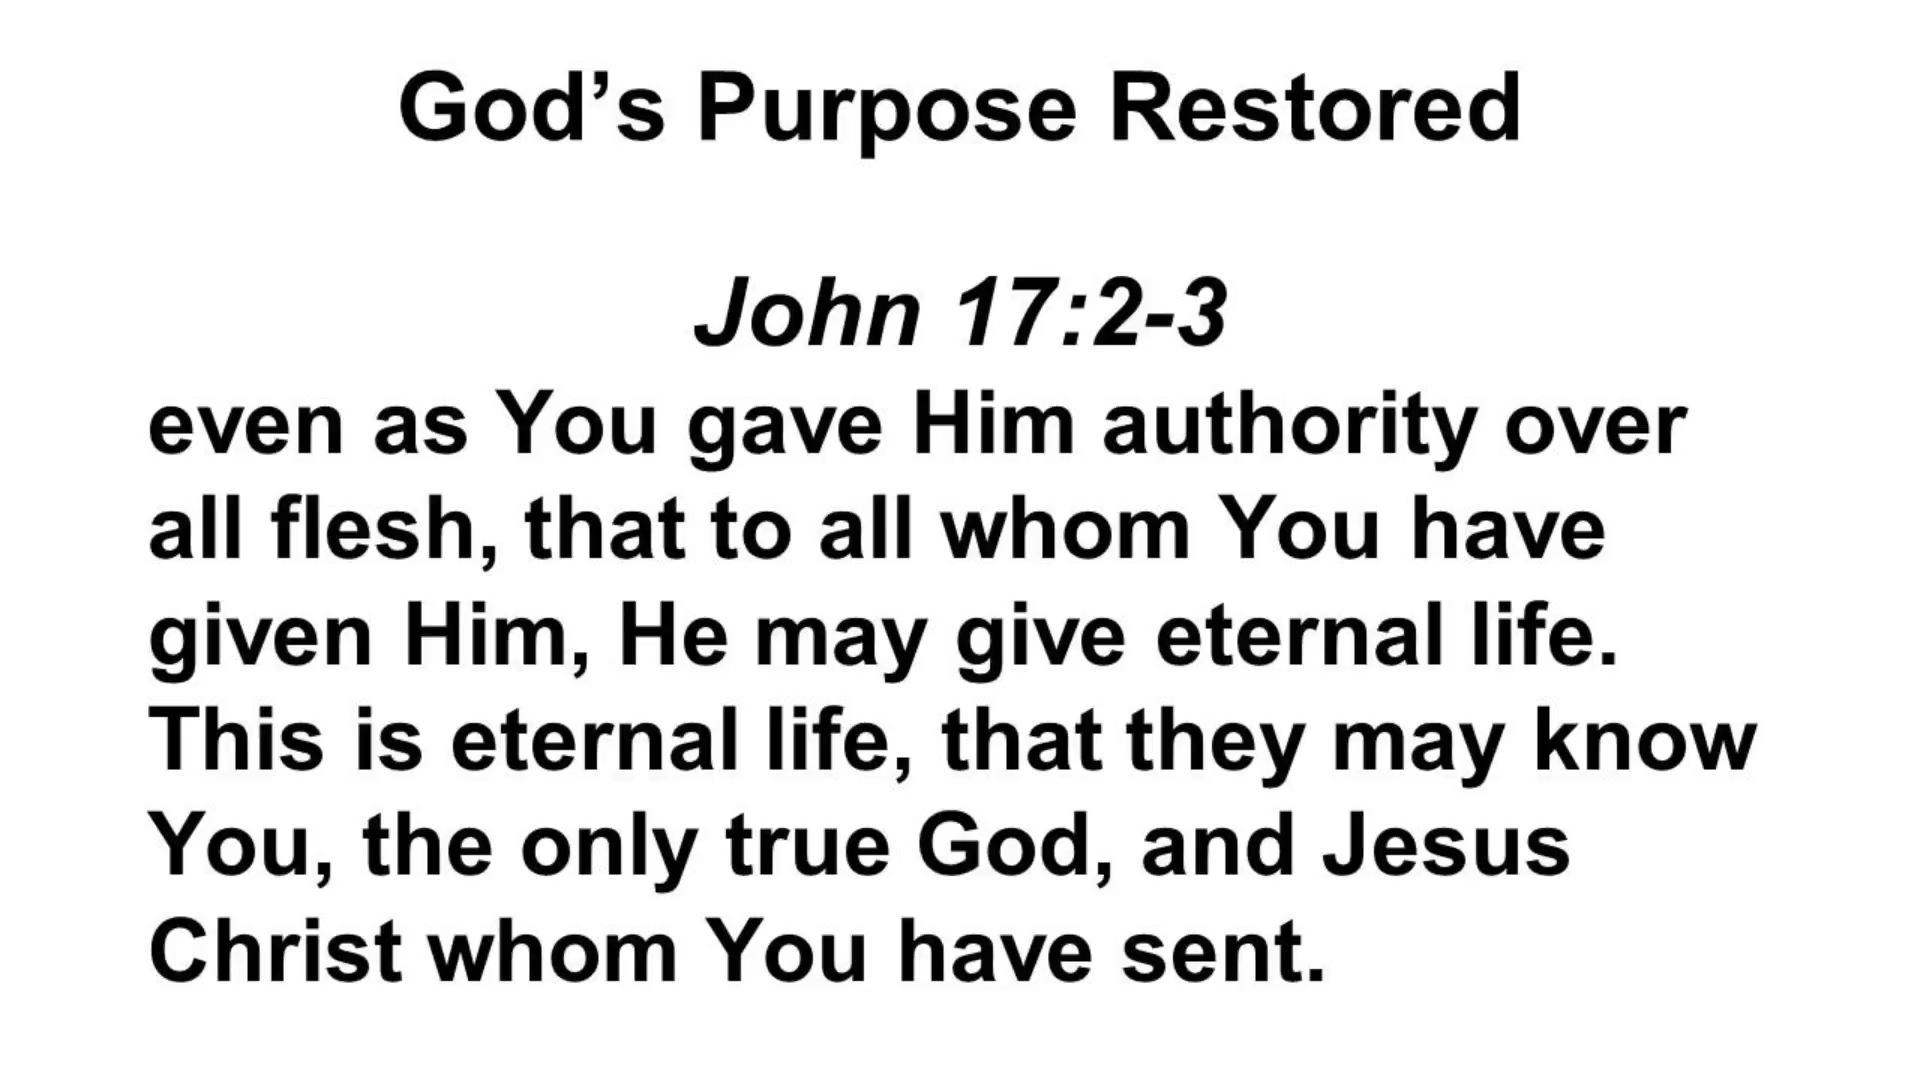 God’s Purpose Restored
John 17:2-3
even as You gave Him authority over
all flesh, that to all whom You have
given Him, He may give eternal life.
This is eternal life, that they may know
You, the only true God, and Jesus
Christ whom You have sent.